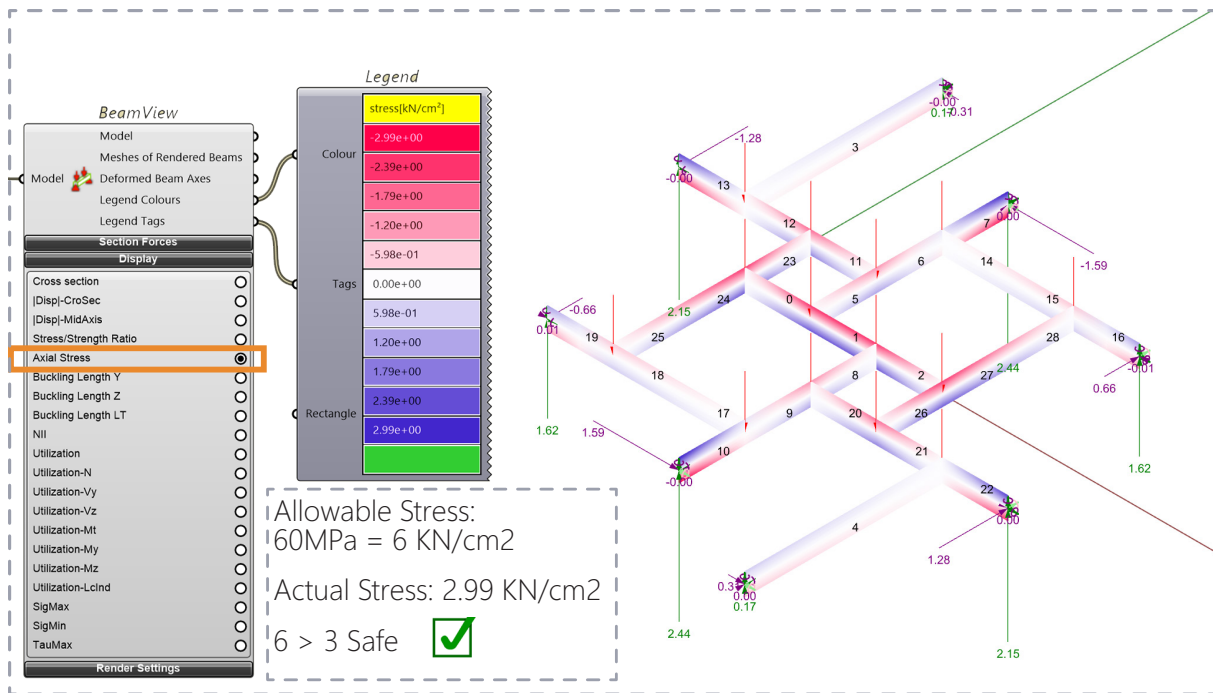 BeamView
Model
Model
Meshes of Rendered Beams
Deformed Beam Axes
Legend Colours
Legend Tags
Section Forces
Display
Cross section
|Disp|-CroSec
|Disp|-MidAxis
Stress/Strength Ratio
Axial Stress
Buckling Length Y
Buckling Length Z
Buckling Length LT
NII
Utilization
Utilization-N
Utilization-Vy
Utilization-Vz
Utilization-Mt
Utilization-My
Utilization-Mz
Utilization-LcInd
SigMax
SigMin
TauMax
Render Settings
Legend
Colour
Tags
Rectangle
stress[kN/cm²]
-2.99e+00
-2.39e+00
-1.79e+00
-1.20e+00
-5.98e-01
0.00e+00
5.98e-01
1.20e+00
1.79e+00
2.39e+00
2.99e+00
Allowable Stress:
60MPa = 6 KN/cm2
Actual Stress: 2.99 KN/cm2
6 > 3 Safe
-0.00
0.17
-0.31
3
-1.28
-0.00
13
12
7
0.00
23
11
6
14
-1.59
24
0
5
15
2.15
-0.66
0.01
19
25
1
28
16
-0.01
18
8
2
27
2.44
0.66
17
9
20
26
1.62
1.59
10
21
1.62
-0.00
22
0.00
4
1.28
0.31
0.00
0.17
2.44
2.15